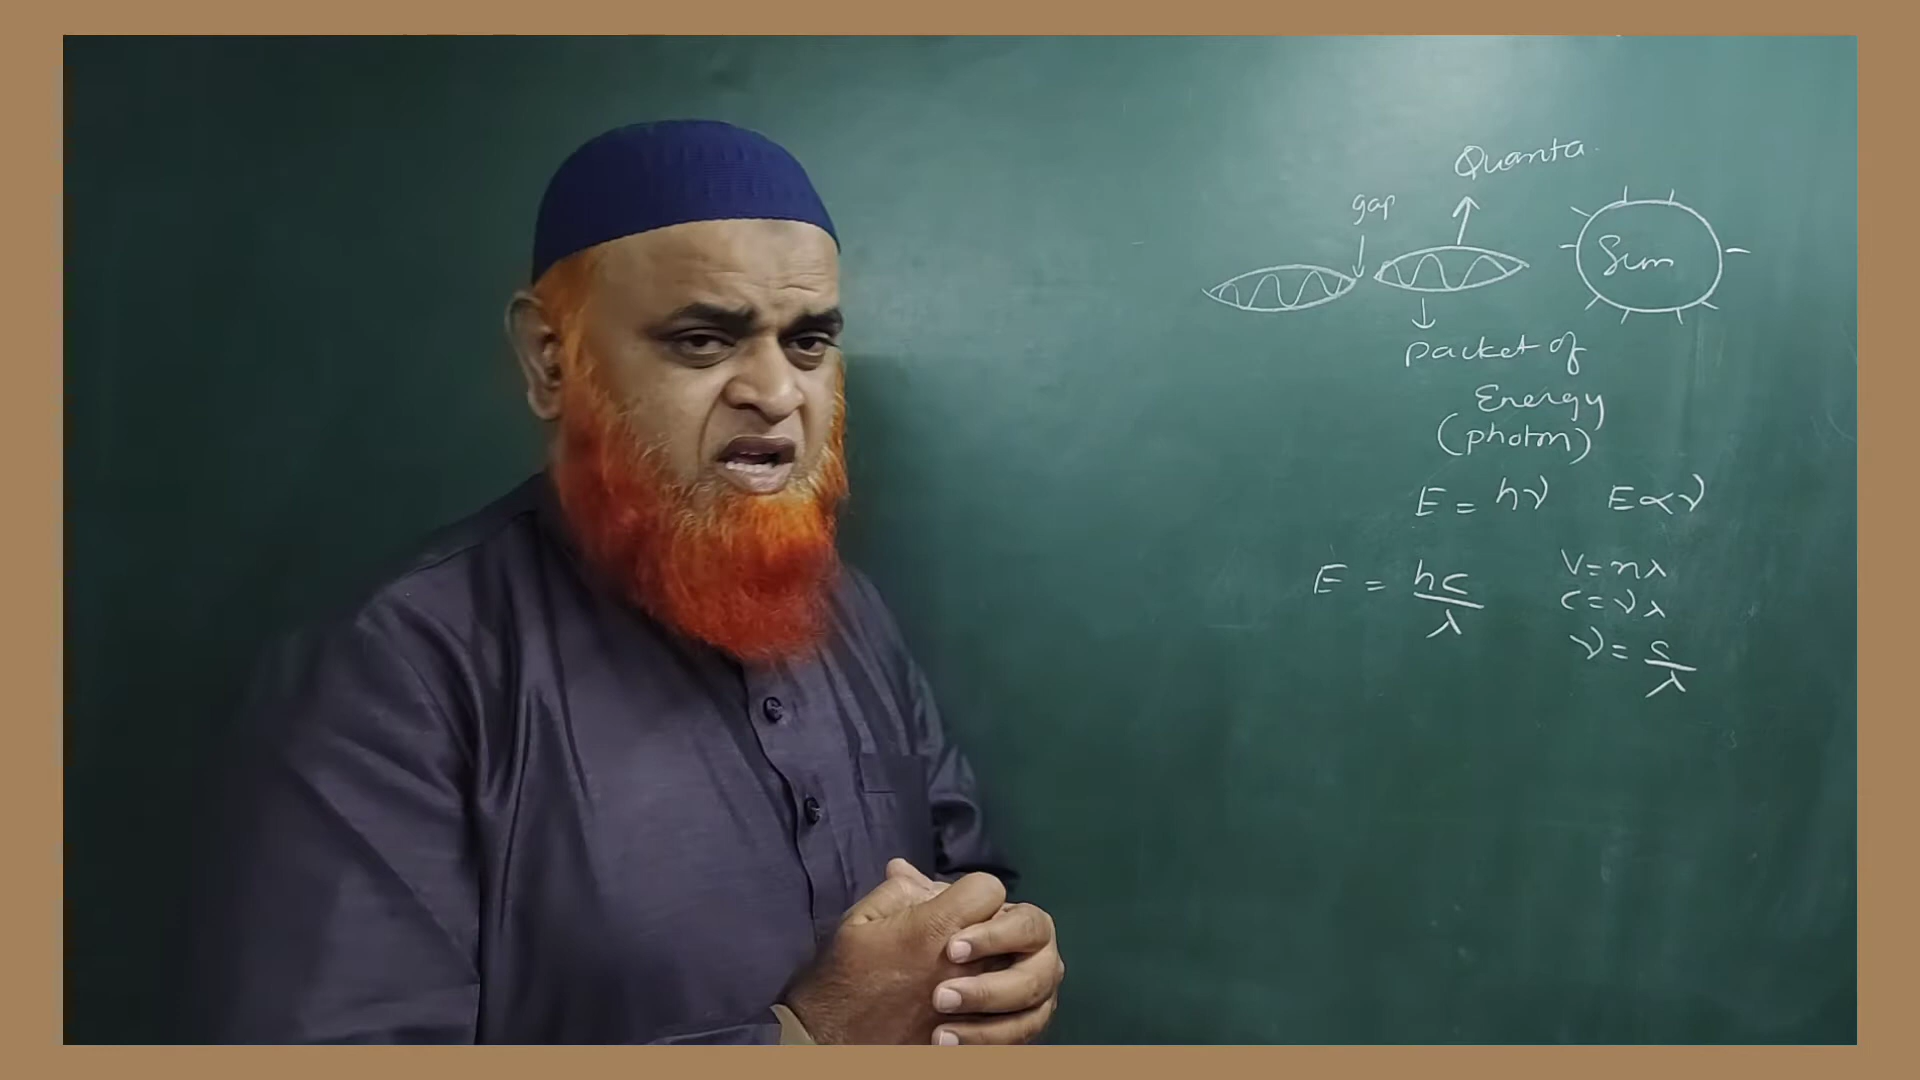 Quanta
gap
Sun
Packet of
Energy
(photon)
E = hν E ∝ ν
E = hc/λ
V = nλ
c = νλ
ν = c/λ